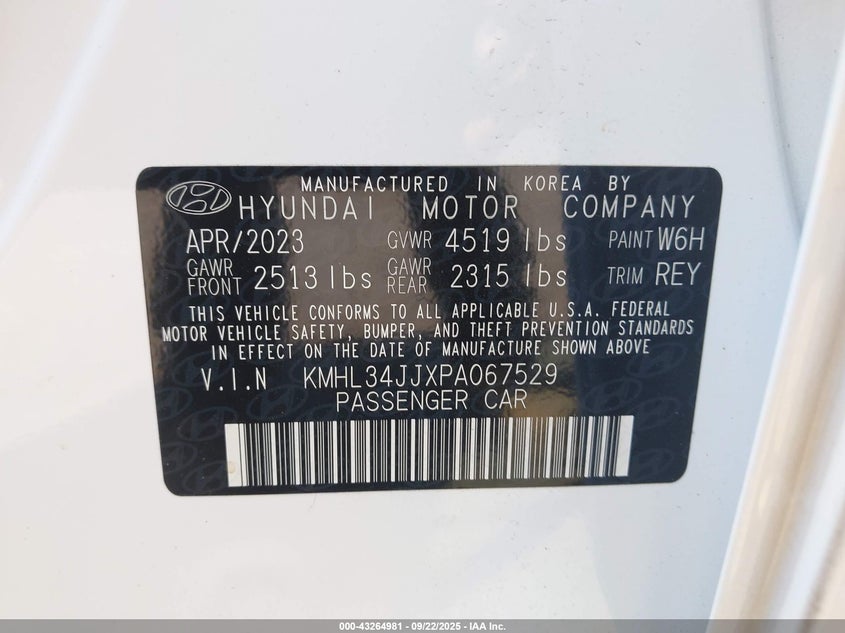 MANUFACTURED IN KOREA BY
HYUNDAI MOTOR COMPANY
APR/2023 GVWR 4519 lbs PAINT W6H
GAWR FRONT 2513 lbs GAWR REAR 2315 lbs TRIM REY
THIS VEHICLE CONFORMS TO ALL APPLICABLE U.S.A. FEDERAL
MOTOR VEHICLE SAFETY, BUMPER, AND THEFT PREVENTION STANDARDS
IN EFFECT ON THE DATE OF MANUFACTURE SHOWN ABOVE
V.I.N KMHL34JJXPA067529
PASSENGER CAR
000-43264981 - 09/22/2025 - IAA Inc.